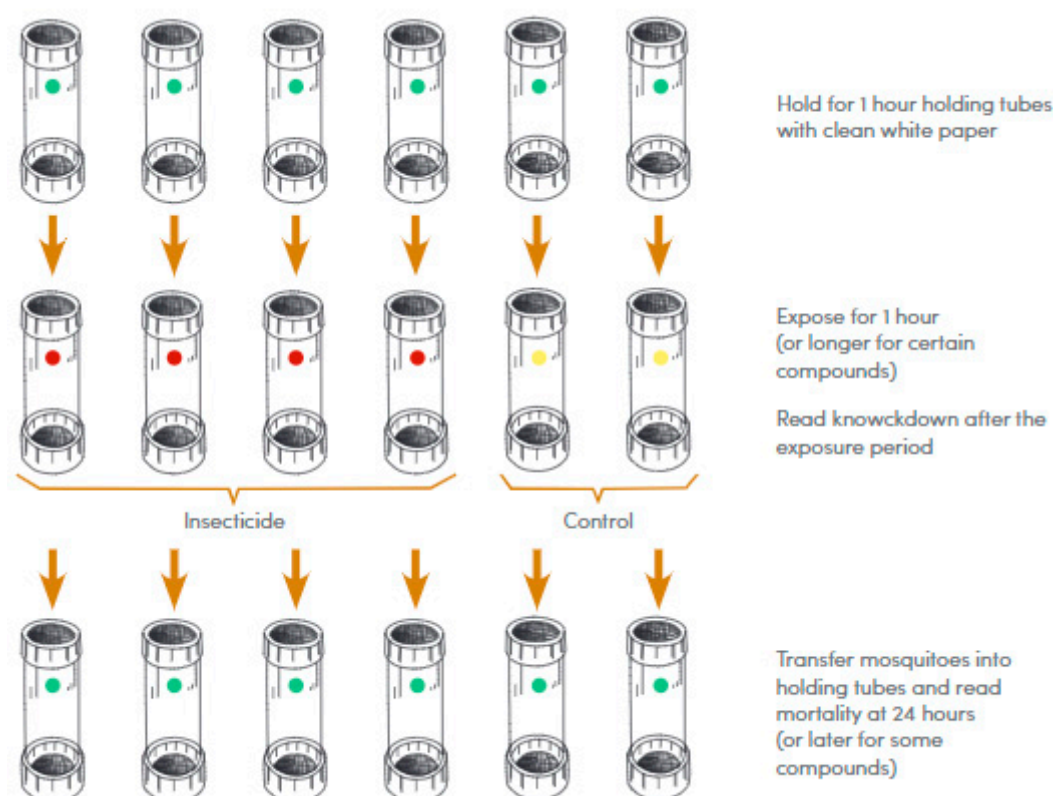 Hold for 1 hour holding tubes
with clean white paper
Expose for 1 hour
(or longer for certain
compounds)
Read knowckdown after the
exposure period
Insecticide
Control
Transfer mosquitoes into
holding tubes and read
mortality at 24 hours
(or later for some
compounds)